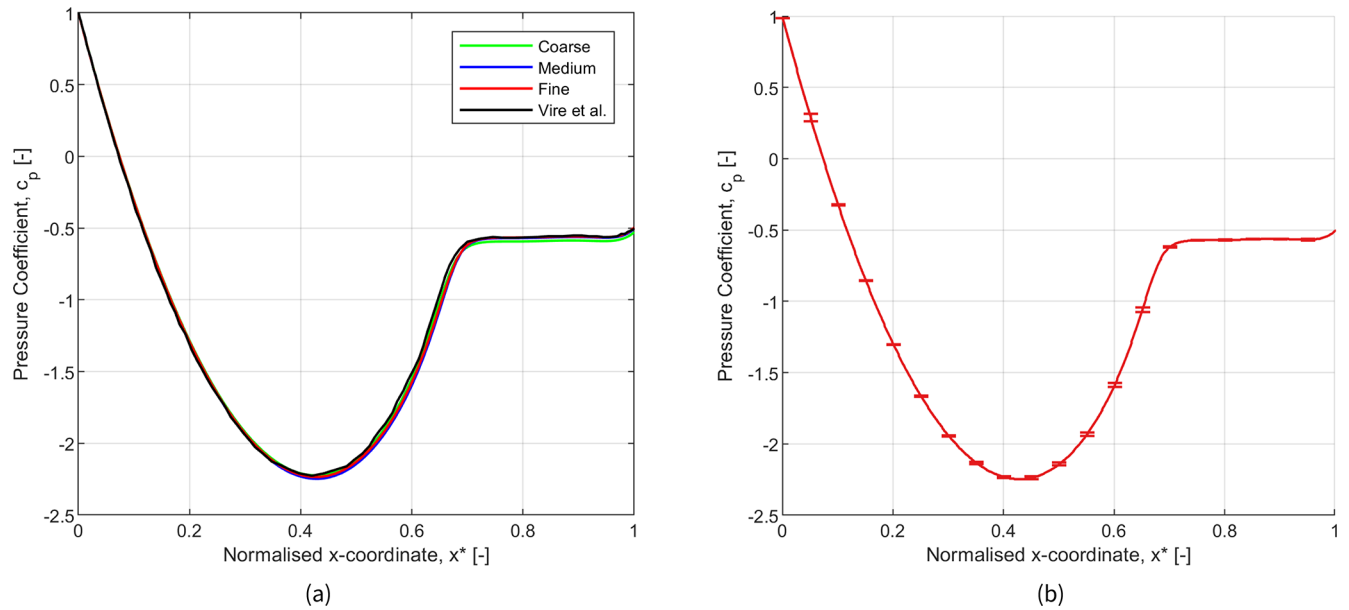 1
0.5
0
-0.5
-1
-1.5
-2
-2.5
0
0.2
0.4
0.6
0.8
1
Pressure Coefficient, cp [-]
Normalised x-coordinate, x* [-]
Coarse
Medium
Fine
Vire et al.
(a)
1
0.5
0
-0.5
-1
-1.5
-2
-2.5
0
0.2
0.4
0.6
0.8
1
Pressure Coefficient, cp [-]
Normalised x-coordinate, x* [-]
(b)